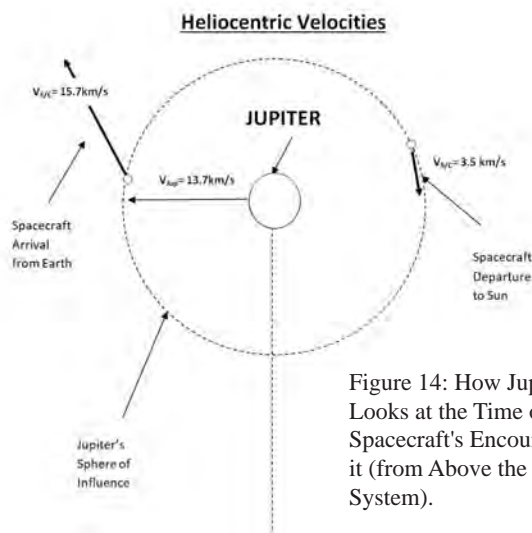 Heliocentric Velocities
V_S/C= 15.7km/s
JUPITER
V_Jup= 13.7km/s
V_S/C=3.5 km/s
Spacecraft
Arrival
from Earth
Spacecraft
Departure
to Sun
Jupiter's
Sphere of
Influence
Figure 14: How Jup
Looks at the Time o
Spacecraft's Encou
it (from Above the
System).